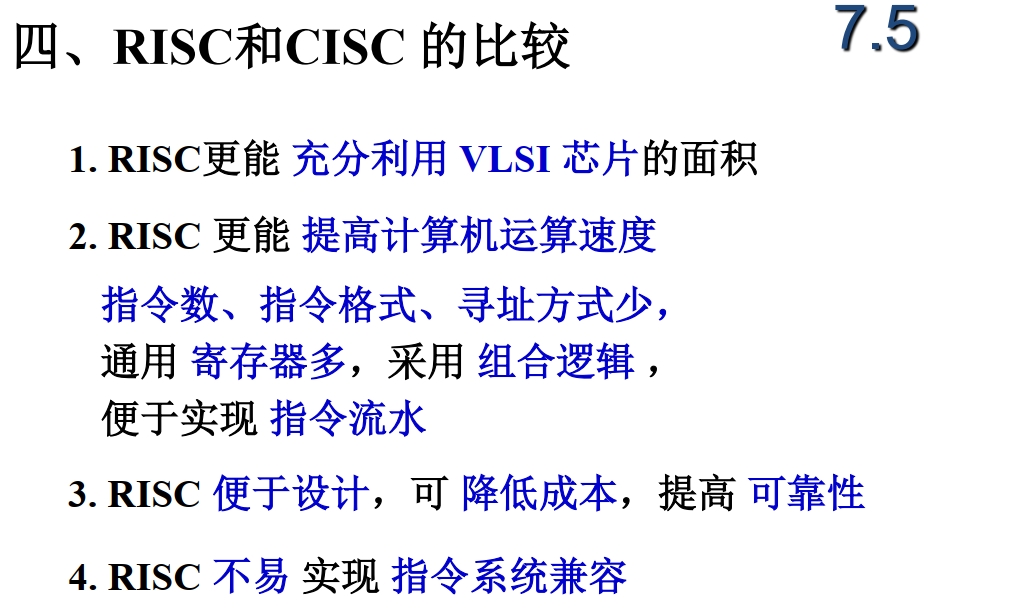 四、RISC和CISC 的比较 7.5
1. RISC更能 充分利用 VLSI 芯片的面积
2. RISC 更能 提高计算机运算速度
指令数、指令格式、寻址方式少，
通用 寄存器多，采用 组合逻辑 ，
便于实现 指令流水
3. RISC 便于设计，可 降低成本，提高 可靠性
4. RISC 不易 实现 指令系统兼容